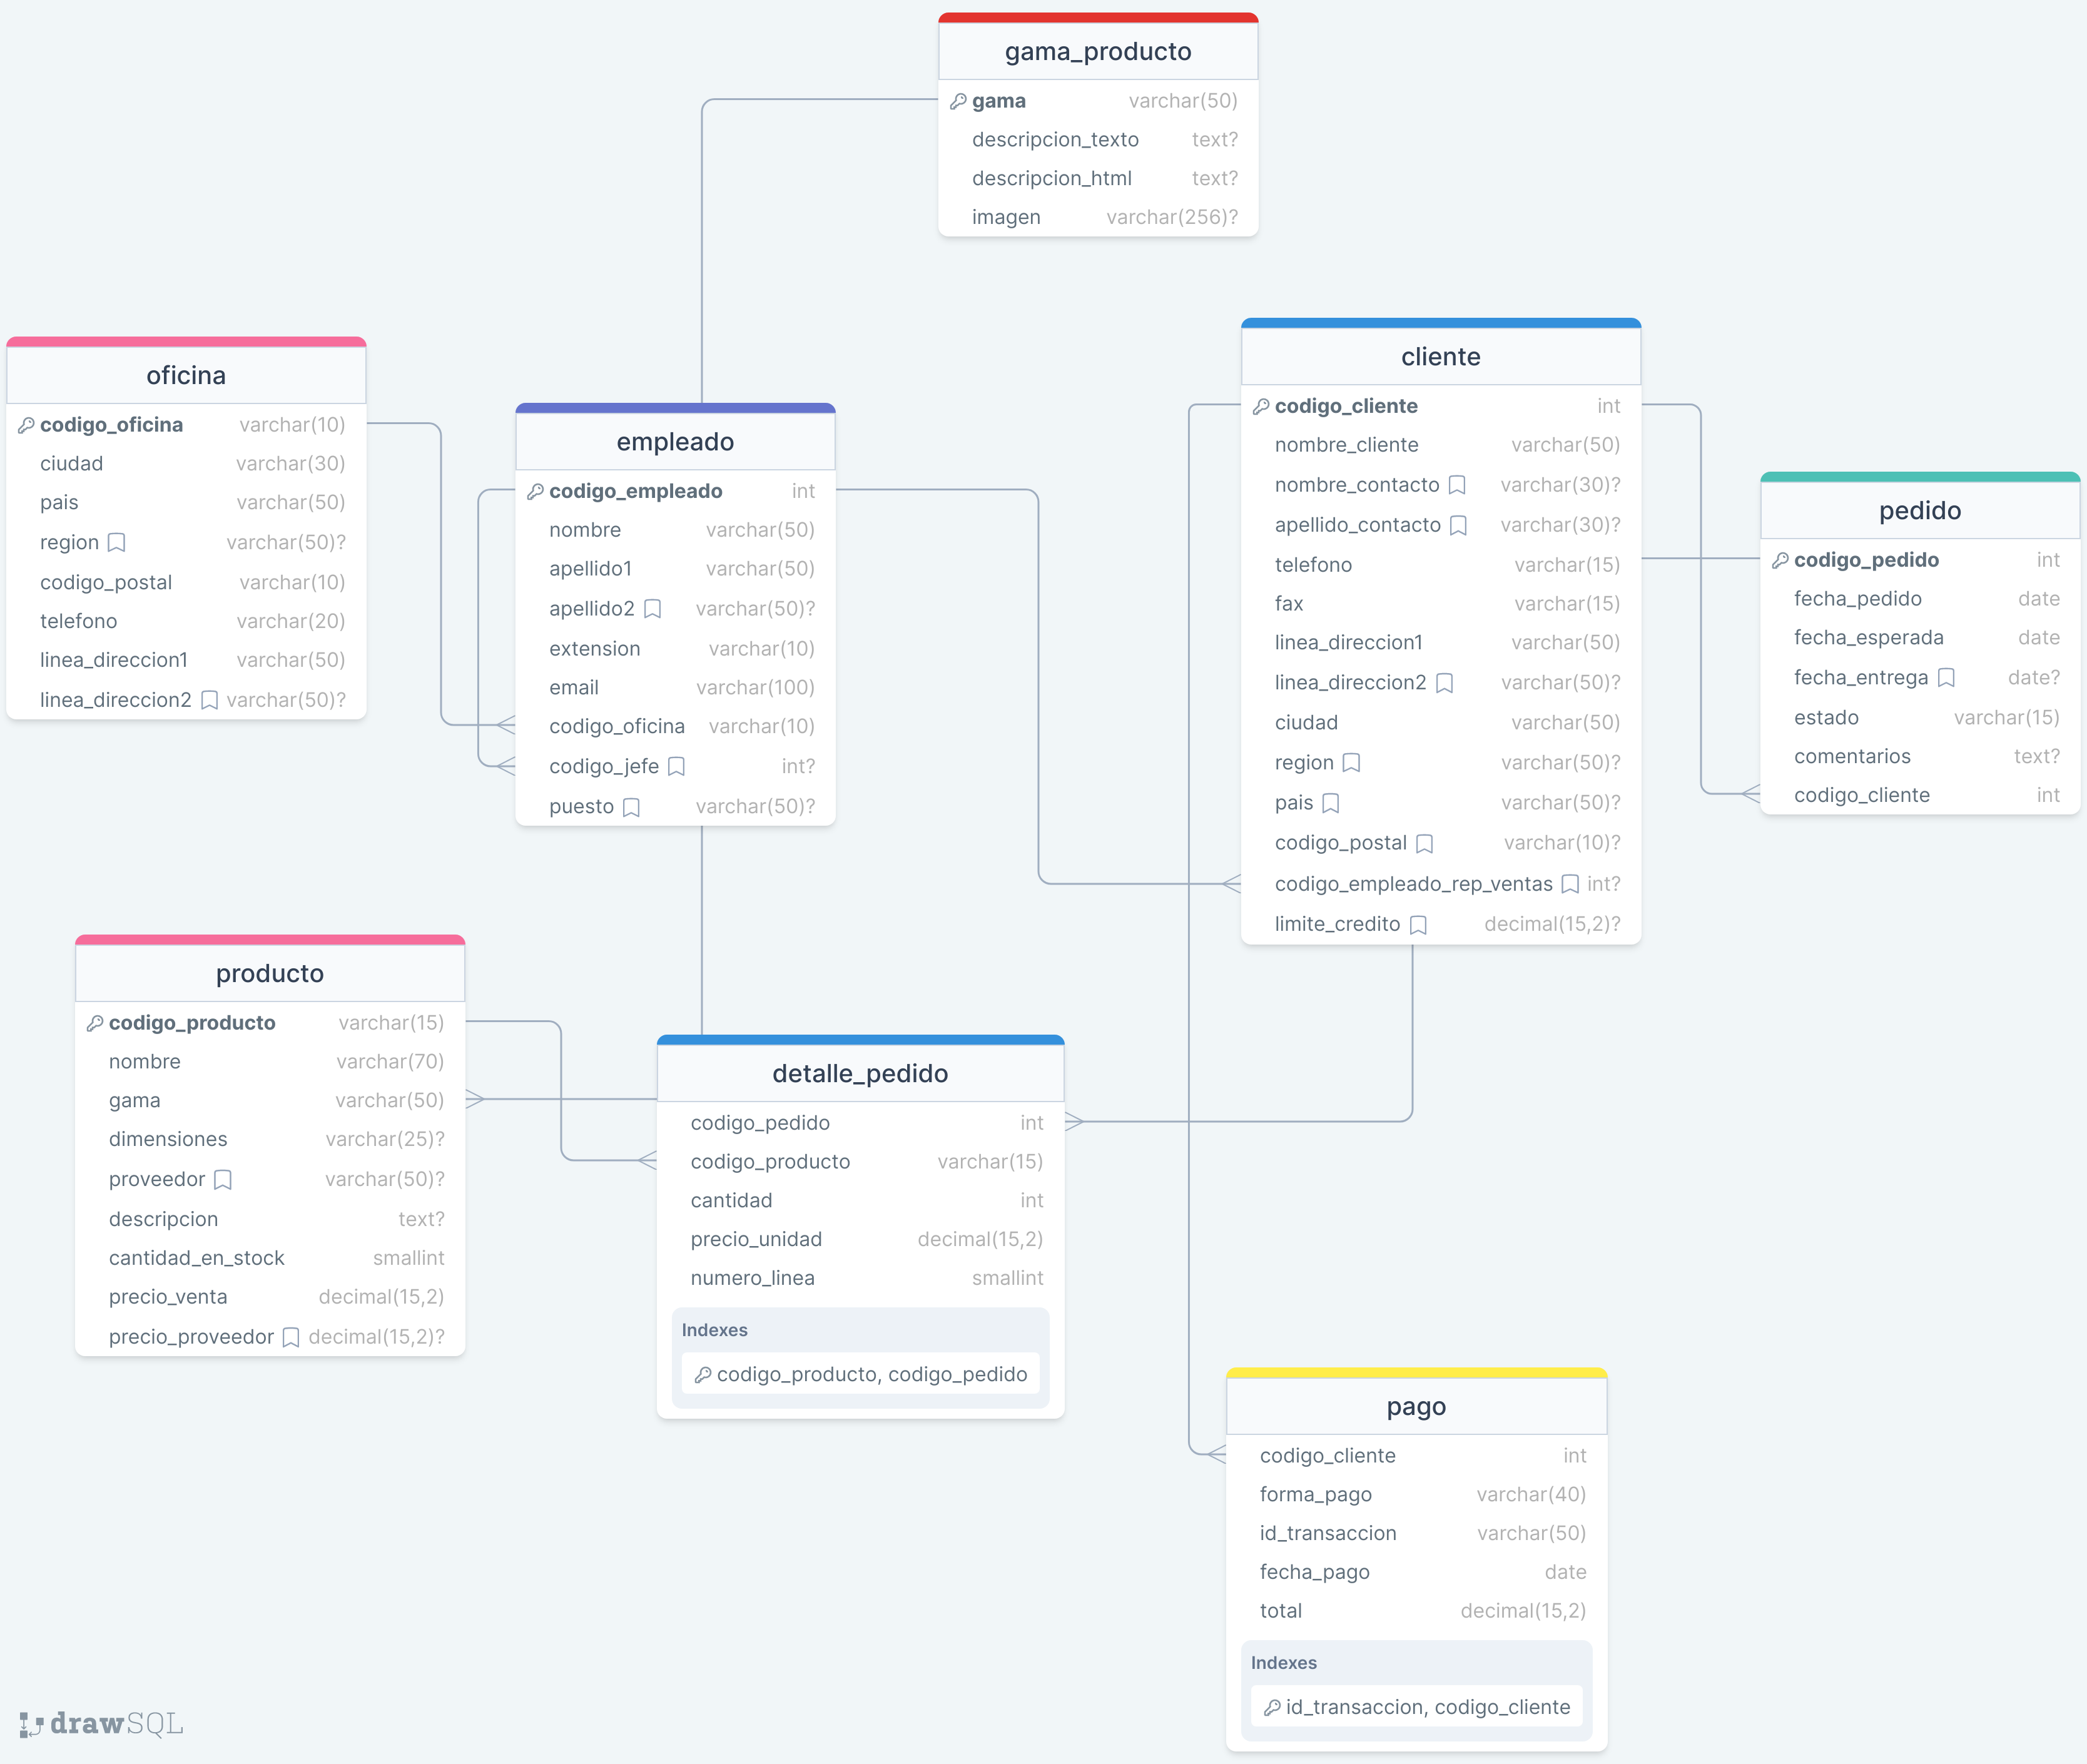 gama_producto
gama varchar(50)
descripcion_texto text?
descripcion_html text?
imagen varchar(256)?
oficina
codigo_oficina varchar(10)
ciudad varchar(30)
pais varchar(50)
region varchar(50)?
codigo_postal varchar(10)
telefono varchar(20)
linea_direccion1 varchar(50)
linea_direccion2 varchar(50)?
empleado
codigo_empleado int
nombre varchar(50)
apellido1 varchar(50)
apellido2 varchar(50)?
extension varchar(10)
email varchar(100)
codigo_oficina varchar(10)
codigo_jefe int?
puesto varchar(50)?
cliente
codigo_cliente int
nombre_cliente varchar(50)
nombre_contacto varchar(30)?
apellido_contacto varchar(30)?
telefono varchar(15)
fax varchar(15)
linea_direccion1 varchar(50)
linea_direccion2 varchar(50)?
ciudad varchar(50)
region varchar(50)?
pais varchar(50)?
codigo_postal varchar(10)?
codigo_empleado_rep_ventas int?
limite_credito decimal(15,2)?
pedido
codigo_pedido int
fecha_pedido date
fecha_esperada date
fecha_entrega date?
estado varchar(15)
comentarios text?
codigo_cliente int
producto
codigo_producto varchar(15)
nombre varchar(70)
gama varchar(50)
dimensiones varchar(25)?
proveedor varchar(50)?
descripcion text?
cantidad_en_stock smallint
precio_venta decimal(15,2)
precio_proveedor decimal(15,2)?
detalle_pedido
codigo_pedido int
codigo_producto varchar(15)
cantidad int
precio_unidad decimal(15,2)
numero_linea smallint
Indexes
codigo_producto, codigo_pedido
pago
codigo_cliente int
forma_pago varchar(40)
id_transaccion varchar(50)
fecha_pago date
total decimal(15,2)
Indexes
id_transaccion, codigo_cliente
drawSQL